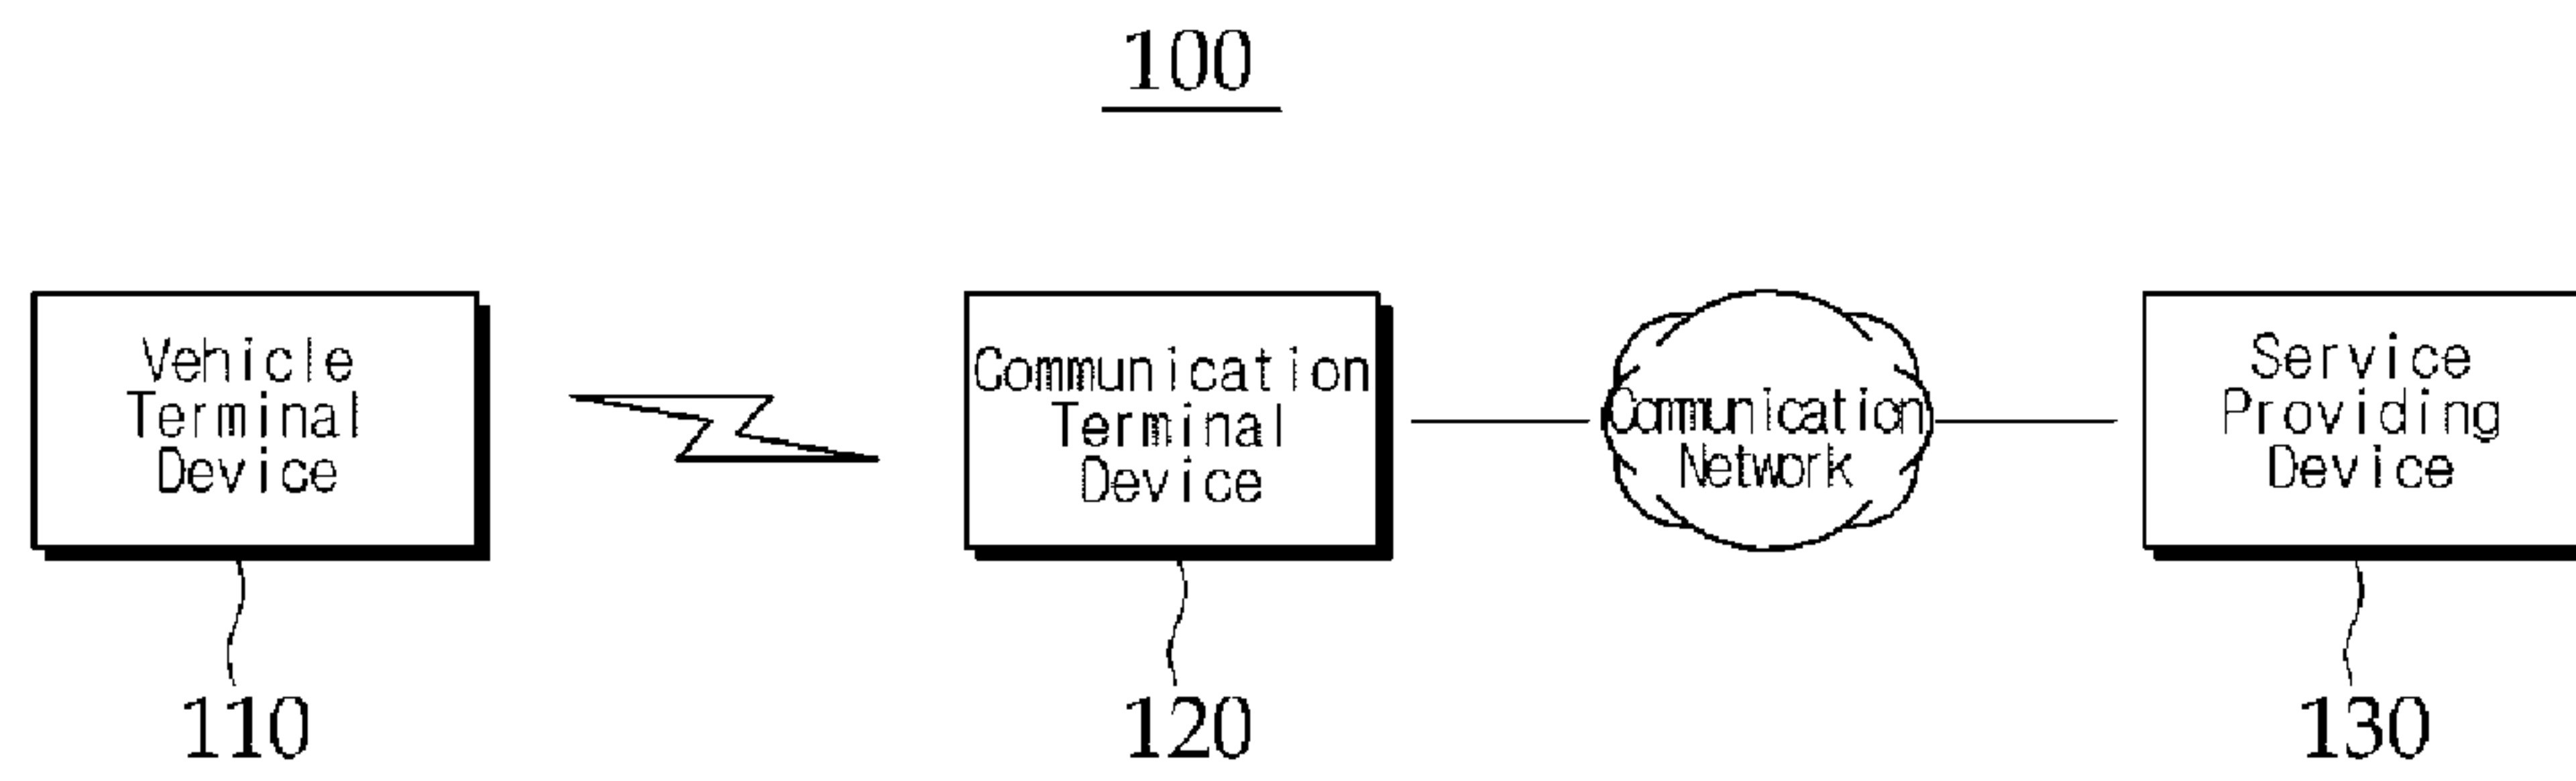 100
Vehicle
Terminal
Device
Communication
Terminal
Device
Communication
Network
Service
Providing
Device
110
120
130